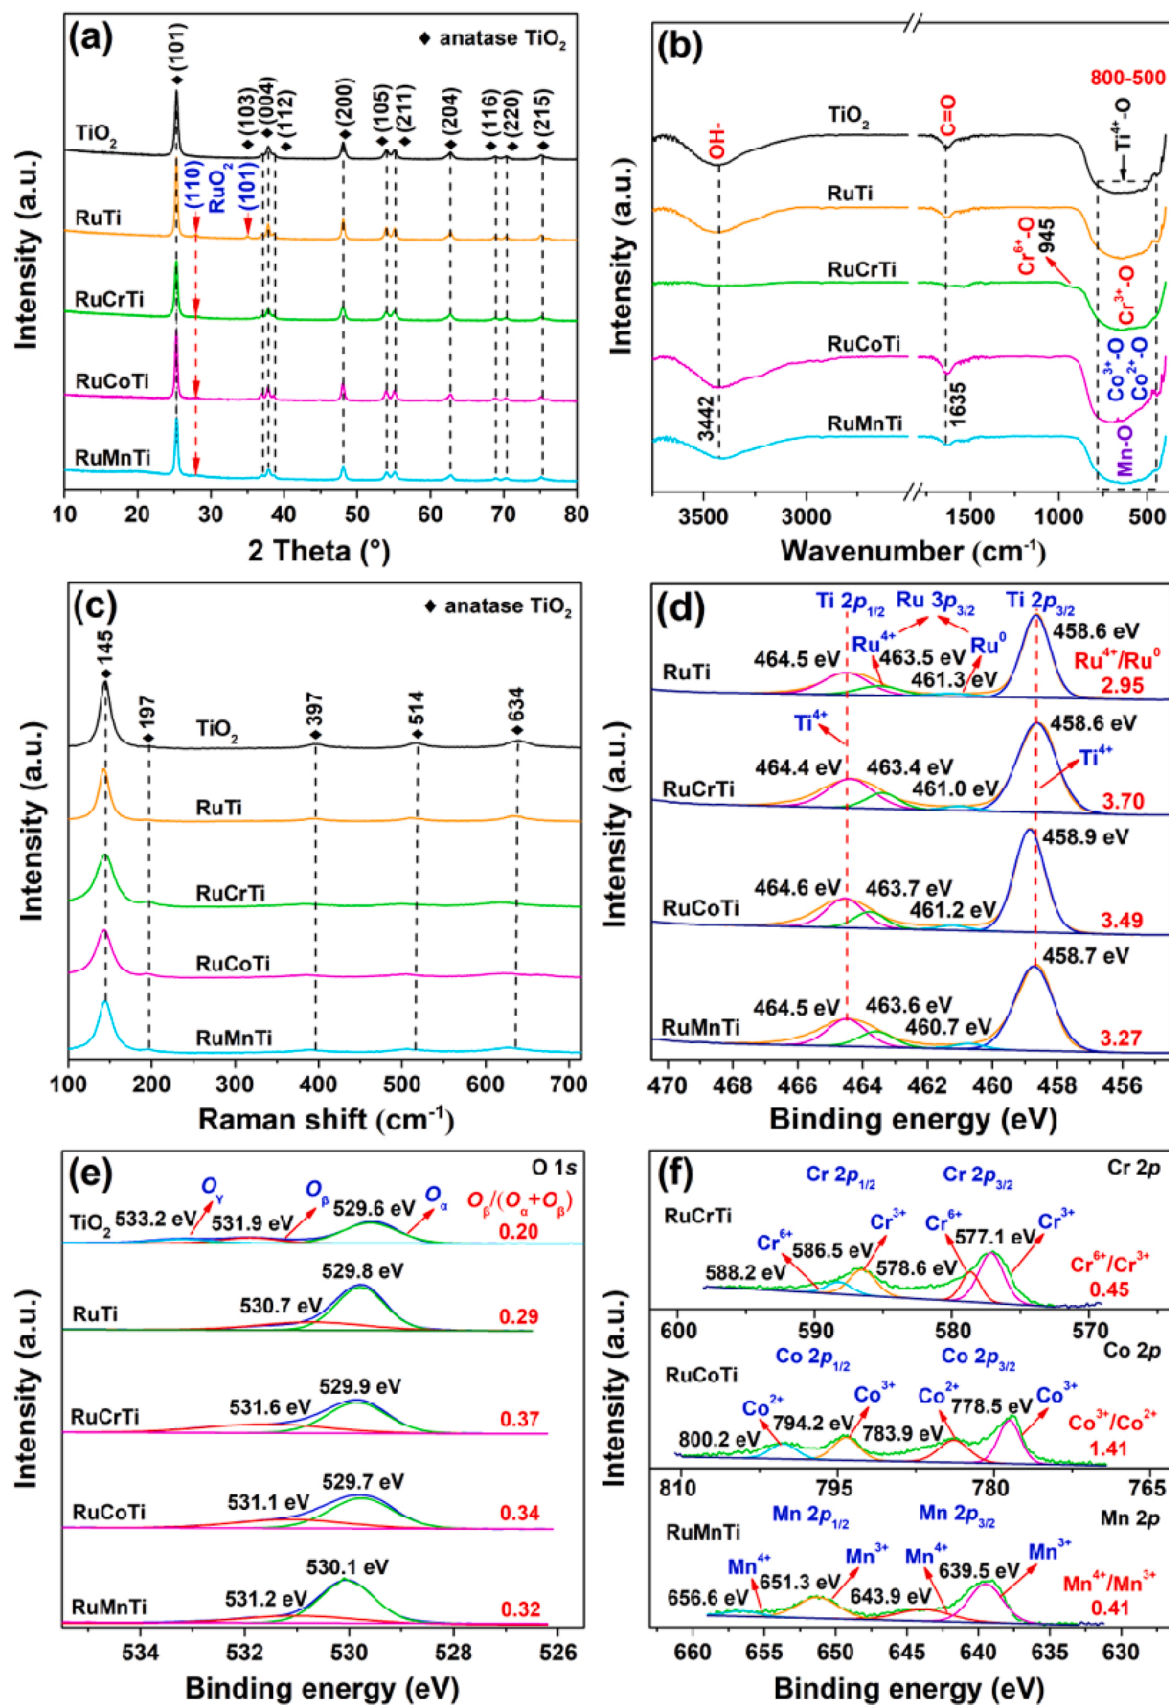 (a)
◆ anatase TiO2
◆ (101)
◆ (103)
◆ (004)
◆ (112)
◆ (200)
◆ (105)
◆ (211)
◆ (204)
◆ (116)
◆ (220)
◆ (215)
TiO2
(110)
RuO2
(101)
RuTi
RuCrTi
RuCoTi
RuMnTi
Intensity (a.u.)
10 20 30 40 50 60 70 80
2 Theta (°)
(b)
800-500
TiO2
OH-
C=O
Ti4+-O
RuTi
Cr6+-O
945
RuCrTi
Cr3+-O
RuCoTi
Co3+-O
Co2+-O
3442
1635
RuMnTi
Mn-O
Intensity (a.u.)
3500 3000 1500 1000 500
Wavenumber (cm-1)
(c)
◆ anatase TiO2
145
197
397
514
634
TiO2
RuTi
RuCrTi
RuCoTi
RuMnTi
Intensity (a.u.)
100 200 300 400 500 600 700
Raman shift (cm-1)
(d)
Ti 2p1/2 Ru 3p3/2 Ti 2p3/2
Ru4+ Ru0
RuTi 464.5 eV 463.5 eV 461.3 eV 458.6 eV
Ru4+/Ru0
2.95
Ti4+
RuCrTi 464.4 eV 463.4 eV 461.0 eV 458.6 eV
Ti4+
3.70
RuCoTi 464.6 eV 463.7 eV 461.2 eV 458.9 eV
3.49
RuMnTi 464.5 eV 463.6 eV 460.7 eV 458.7 eV
3.27
Intensity (a.u.)
470 468 466 464 462 460 458 456
Binding energy (eV)
(e)
O 1s
Oγ Oβ Oα Oβ/(Oα+Oβ)
TiO2 533.2 eV 531.9 eV 529.6 eV 0.20
529.8 eV
RuTi 530.7 eV 0.29
529.9 eV
RuCrTi 531.6 eV 0.37
529.7 eV
RuCoTi 531.1 eV 0.34
530.1 eV
RuMnTi 531.2 eV 0.32
Intensity (a.u.)
534 532 530 528 526
Binding energy (eV)
(f)
Cr 2p1/2 Cr 2p3/2 Cr 2p
RuCrTi
Cr6+ Cr3+ Cr6+ Cr3+
588.2 eV 586.5 eV 578.6 eV 577.1 eV
Cr6+/Cr3+
0.45
600 590 580 570
Co 2p1/2 Co 2p3/2 Co 2p
RuCoTi
Co2+ Co3+ Co2+ Co3+
800.2 eV 794.2 eV 783.9 eV 778.5 eV
Co3+/Co2+
1.41
810 795 780 765
Mn 2p1/2 Mn 2p3/2 Mn 2p
RuMnTi
Mn4+ Mn3+ Mn4+ Mn3+
656.6 eV 651.3 eV 643.9 eV 639.5 eV
Mn4+/Mn3+
0.41
Intensity (a.u.)
660 655 650 645 640 635 630
Binding energy (eV)